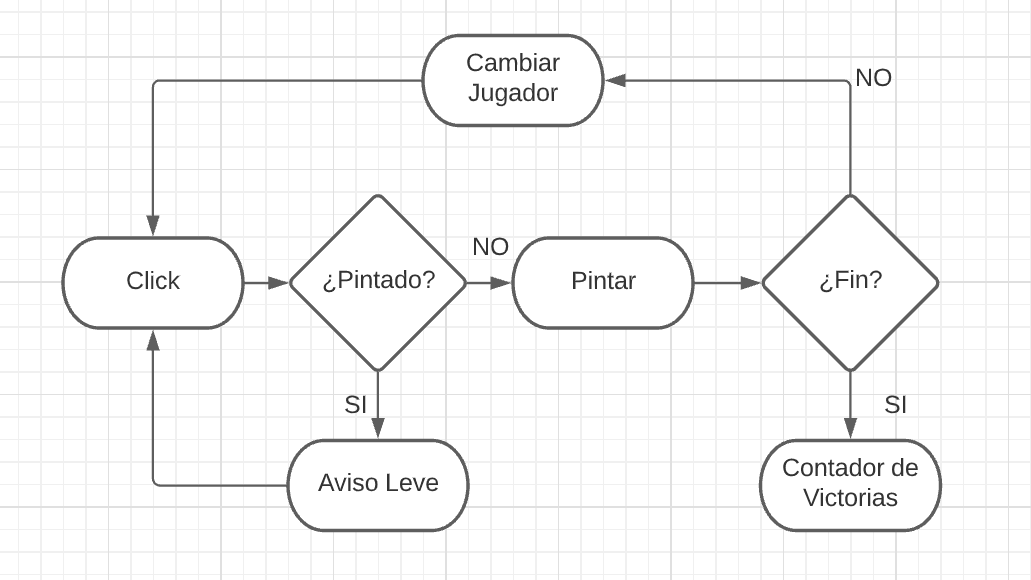 Cambiar
Jugador
NO
Click
¿Pintado?
NO
Pintar
¿Fin?
SI
Aviso Leve
SI
Contador de
Victorias